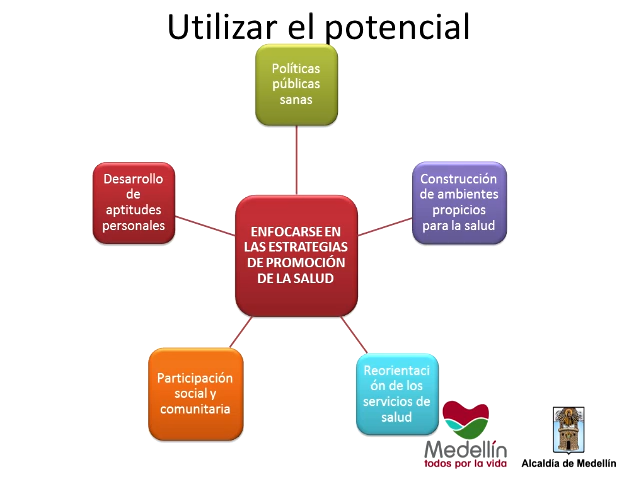 Utilizar el potencial
Políticas
públicas
sanas
Desarrollo
de
aptitudes
personales
Construcción
de ambientes
propicios
para la salud
ENFOCARSE EN
LAS ESTRATEGIAS
DE PROMOCIÓN
DE LA SALUD
Participación
social y
comunitaria
Reorientaci
ón de los
servicios de
salud
Medellín
todos por la vida
Alcaldía de Medellín